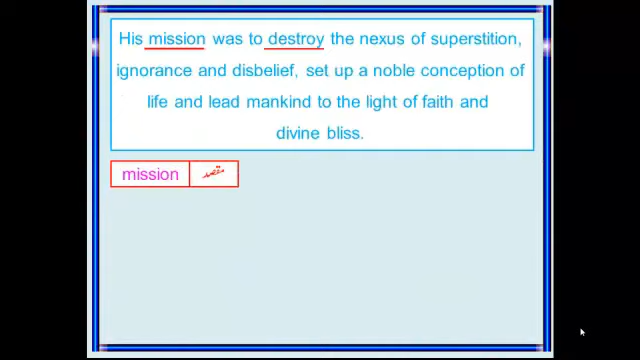 His mission was to destroy the nexus of superstition,
ignorance and disbelief, set up a noble conception of
life and lead mankind to the light of faith and
divine bliss.
mission مقصد